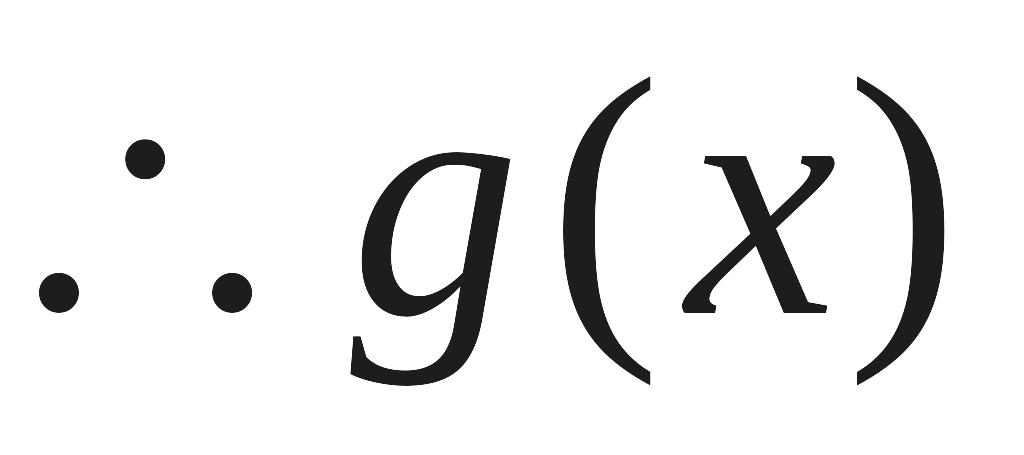 ∴ g(x)